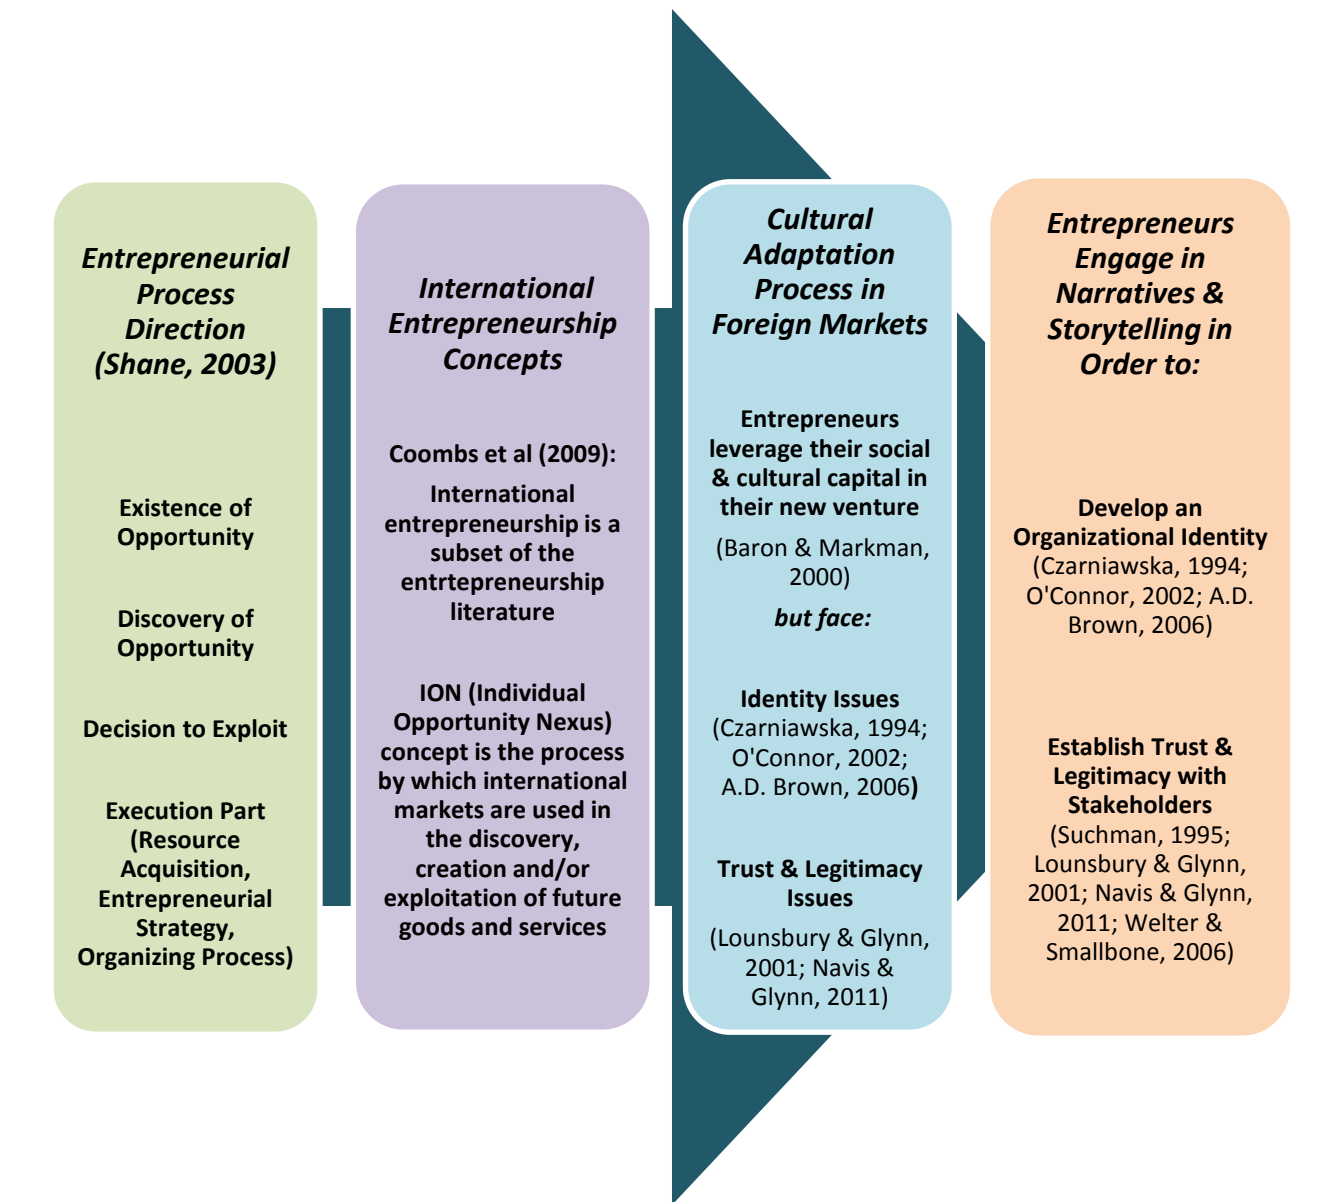 Entrepreneurial
Process
Direction
(Shane, 2003)
Existence of
Opportunity
Discovery of
Opportunity
Decision to Exploit
Execution Part
(Resource
Acquisition,
Entrepreneurial
Strategy,
Organizing Process)
International
Entrepreneurship
Concepts
Coombs et al (2009):
International
entrepreneurship is a
subset of the
entrtepreneurship
literature
ION (Individual
Opportunity Nexus)
concept is the process
by which international
markets are used in
the discovery,
creation and/or
exploitation of future
goods and services
Cultural
Adaptation
Process in
Foreign Markets
Entrepreneurs
leverage their social
& cultural capital in
their new venture
(Baron & Markman,
2000)
but face:
Identity Issues
(Czarniawska, 1994;
O'Connor, 2002;
A.D. Brown, 2006)
Trust & Legitimacy
Issues
(Lounsbury & Glynn,
2001; Navis &
Glynn, 2011)
Entrepreneurs
Engage in
Narratives &
Storytelling in
Order to:
Develop an
Organizational Identity
(Czarniawska, 1994;
O'Connor, 2002; A.D.
Brown, 2006)
Establish Trust &
Legitimacy with
Stakeholders
(Suchman, 1995;
Lounsbury & Glynn,
2001; Navis & Glynn,
2011; Welter &
Smallbone, 2006)